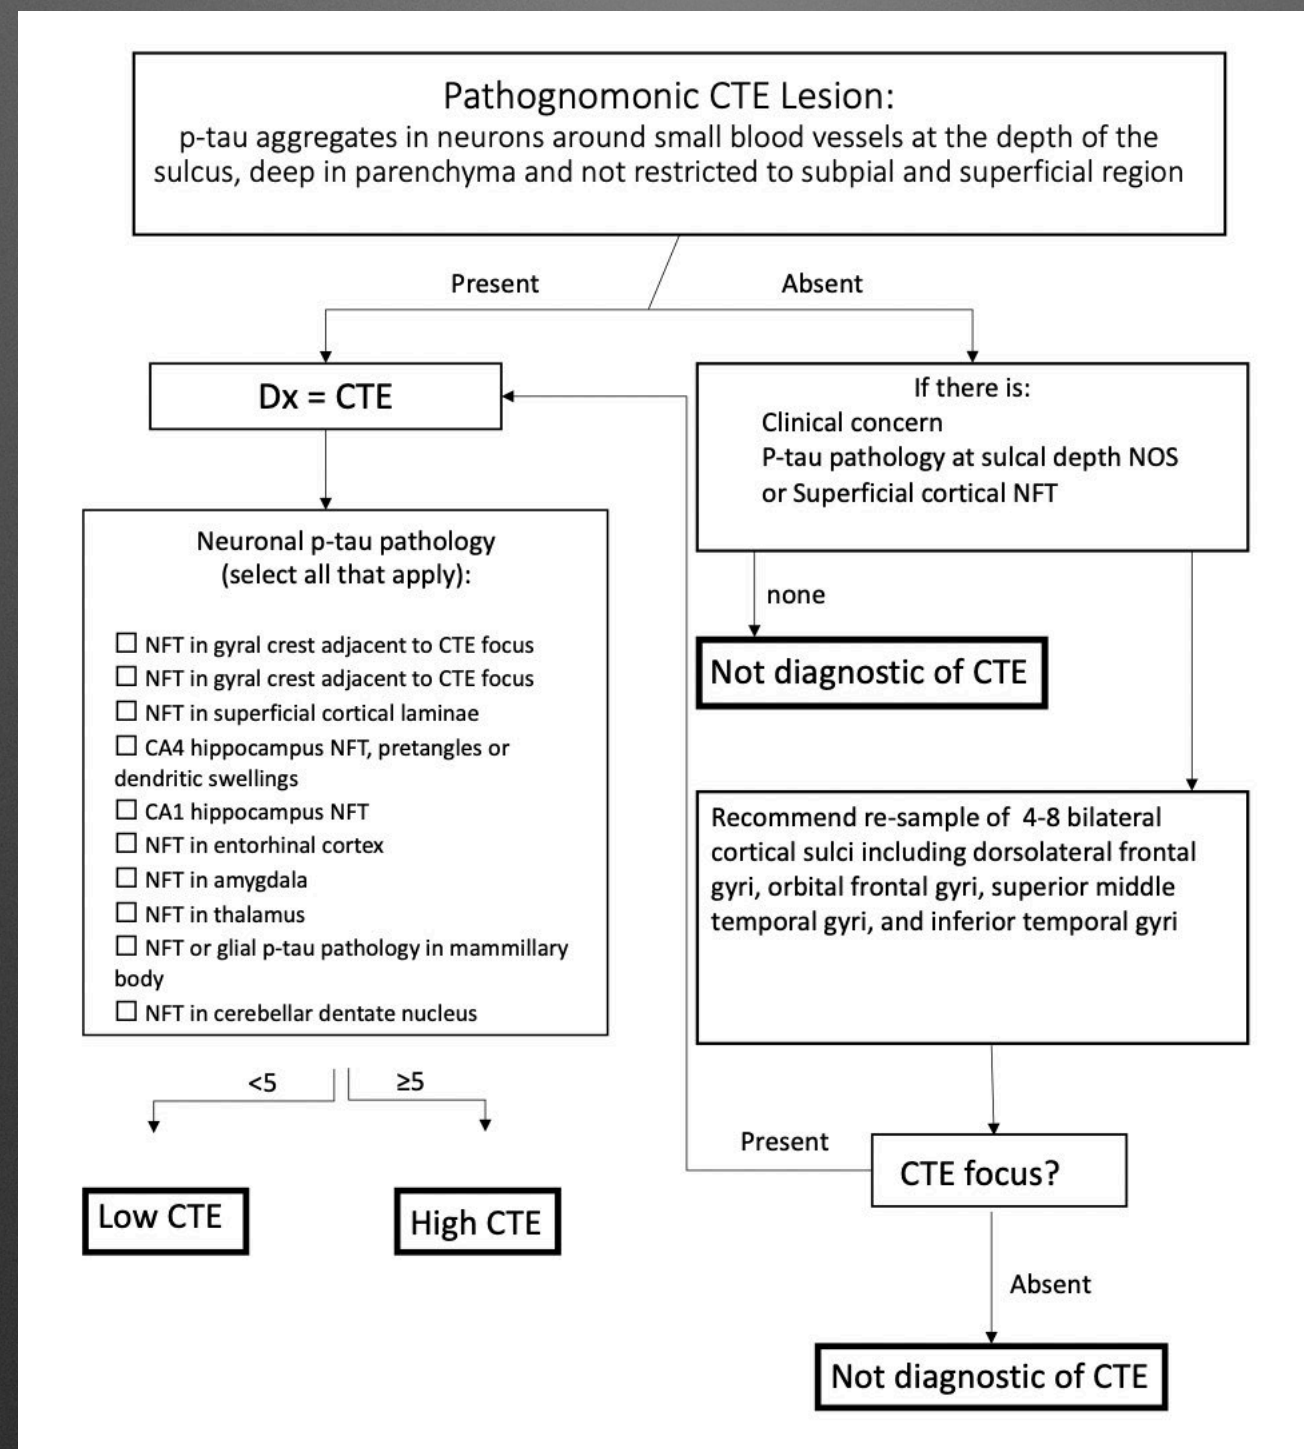 Pathognomonic CTE Lesion:
p-tau aggregates in neurons around small blood vessels at the depth of the
sulcus, deep in parenchyma and not restricted to subpial and superficial region
Present
Absent
Dx = CTE
If there is:
Clinical concern
P-tau pathology at sulcal depth NOS
or Superficial cortical NFT
Neuronal p-tau pathology
(select all that apply):
☐ NFT in gyral crest adjacent to CTE focus
☐ NFT in gyral crest adjacent to CTE focus
☐ NFT in superficial cortical laminae
☐ CA4 hippocampus NFT, pretangles or
dendritic swellings
☐ CA1 hippocampus NFT
☐ NFT in entorhinal cortex
☐ NFT in amygdala
☐ NFT in thalamus
☐ NFT or glial p-tau pathology in mammillary
body
☐ NFT in cerebellar dentate nucleus
<5
≥5
Low CTE
High CTE
none
Not diagnostic of CTE
Recommend re-sample of 4-8 bilateral
cortical sulci including dorsolateral frontal
gyri, orbital frontal gyri, superior middle
temporal gyri, and inferior temporal gyri
Present
CTE focus?
Absent
Not diagnostic of CTE